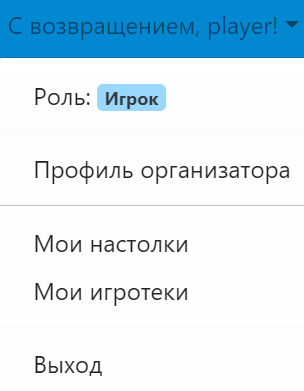 С возвращением, player!
Роль: Игрок
Профиль организатора
Мои настолки
Мои игротеки
Выход